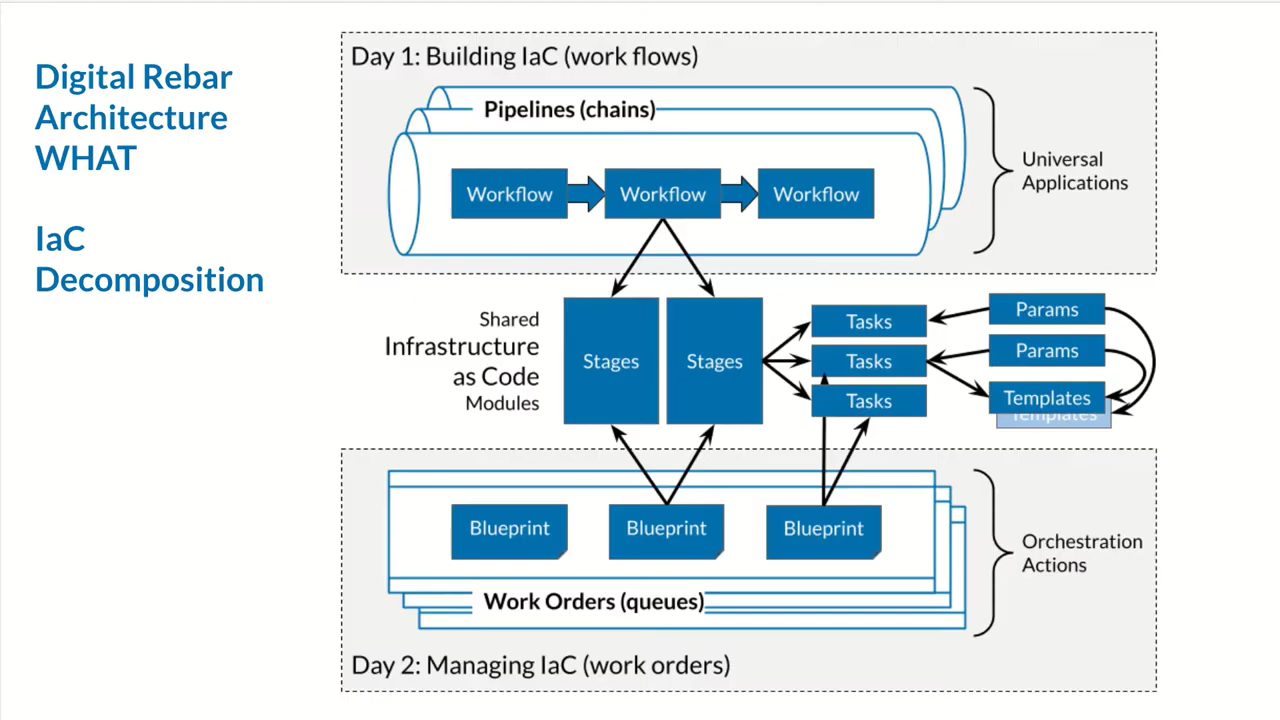 Digital Rebar
Architecture
WHAT
IaC
Decomposition
Day 1: Building IaC (work flows)
Pipelines (chains)
Workflow
Workflow
Workflow
Universal
Applications
Shared
Infrastructure
as Code
Modules
Stages
Stages
Tasks
Tasks
Tasks
Params
Params
Templates
Templates
Blueprint
Blueprint
Blueprint
Work Orders (queues)
Orchestration
Actions
Day 2: Managing IaC (work orders)